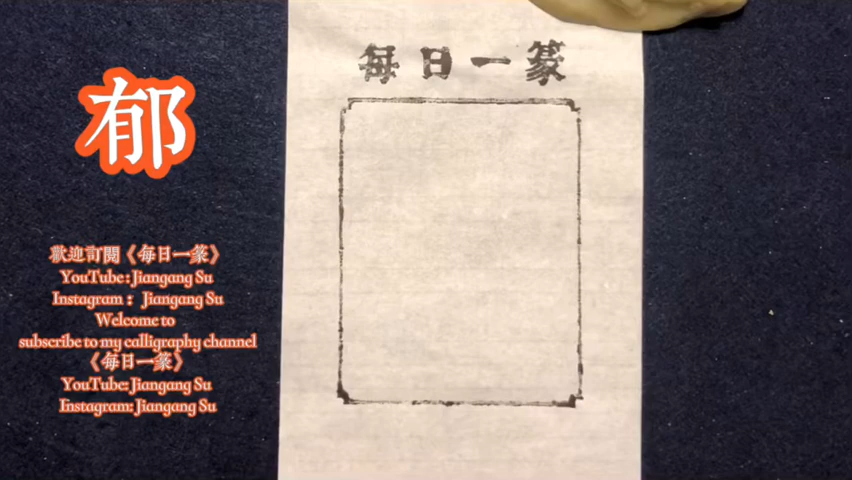 每日一篆
郁
歡迎訂閱《每日一篆》
YouTube : Jiangang Su
Instagram： Jiangang Su
Welcome to
subscribe to my calligraphy channel
《每日一篆》
YouTube: Jiangang Su
Instagram: Jiangang Su